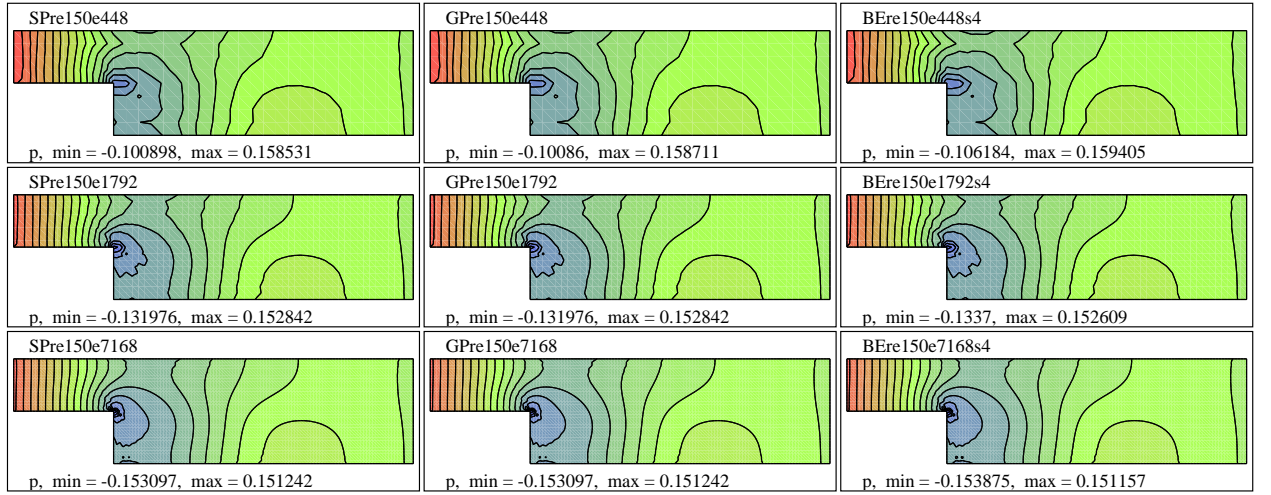 SPre150e448
p, min = -0.100898, max = 0.158531
GPre150e448
p, min = -0.10086, max = 0.158711
BEre150e448s4
p, min = -0.106184, max = 0.159405
SPre150e1792
p, min = -0.131976, max = 0.152842
GPre150e1792
p, min = -0.131976, max = 0.152842
BEre150e1792s4
p, min = -0.1337, max = 0.152609
SPre150e7168
p, min = -0.153097, max = 0.151242
GPre150e7168
p, min = -0.153097, max = 0.151242
BEre150e7168s4
p, min = -0.153875, max = 0.151157